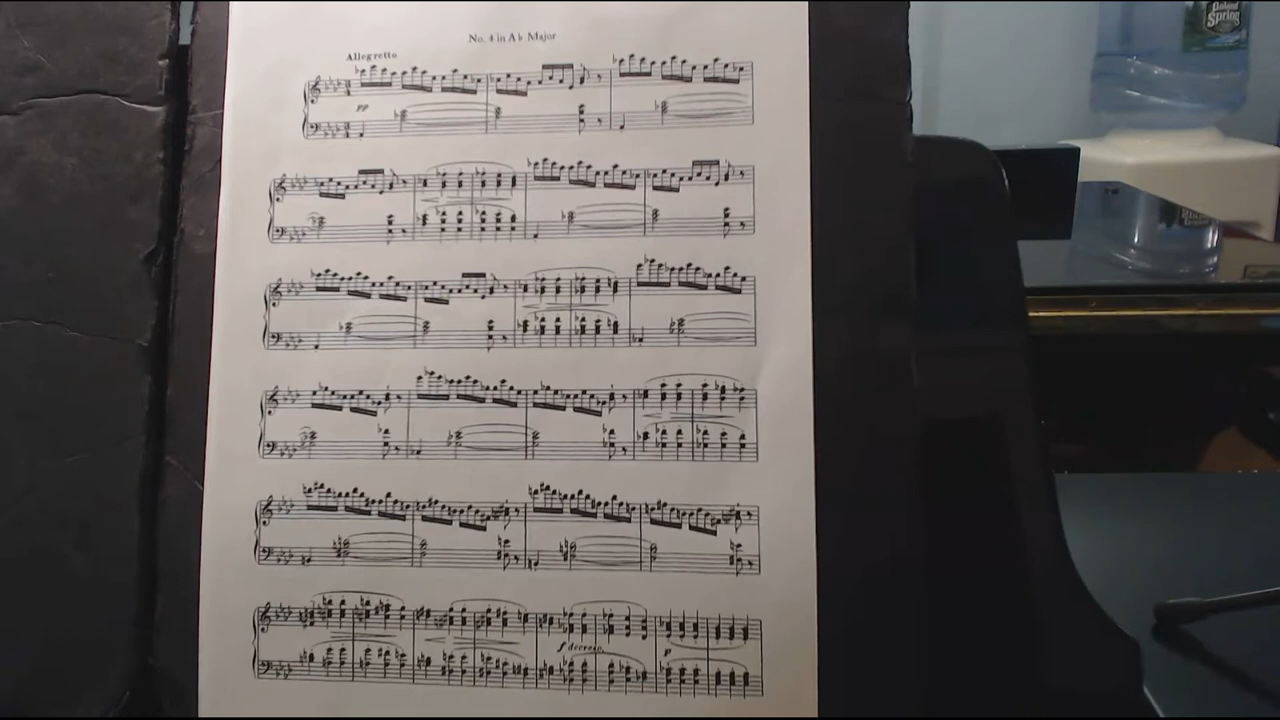 Poland
Spring
No. 4 in A♭ Major
Allegretto
pp
f decresc.
p